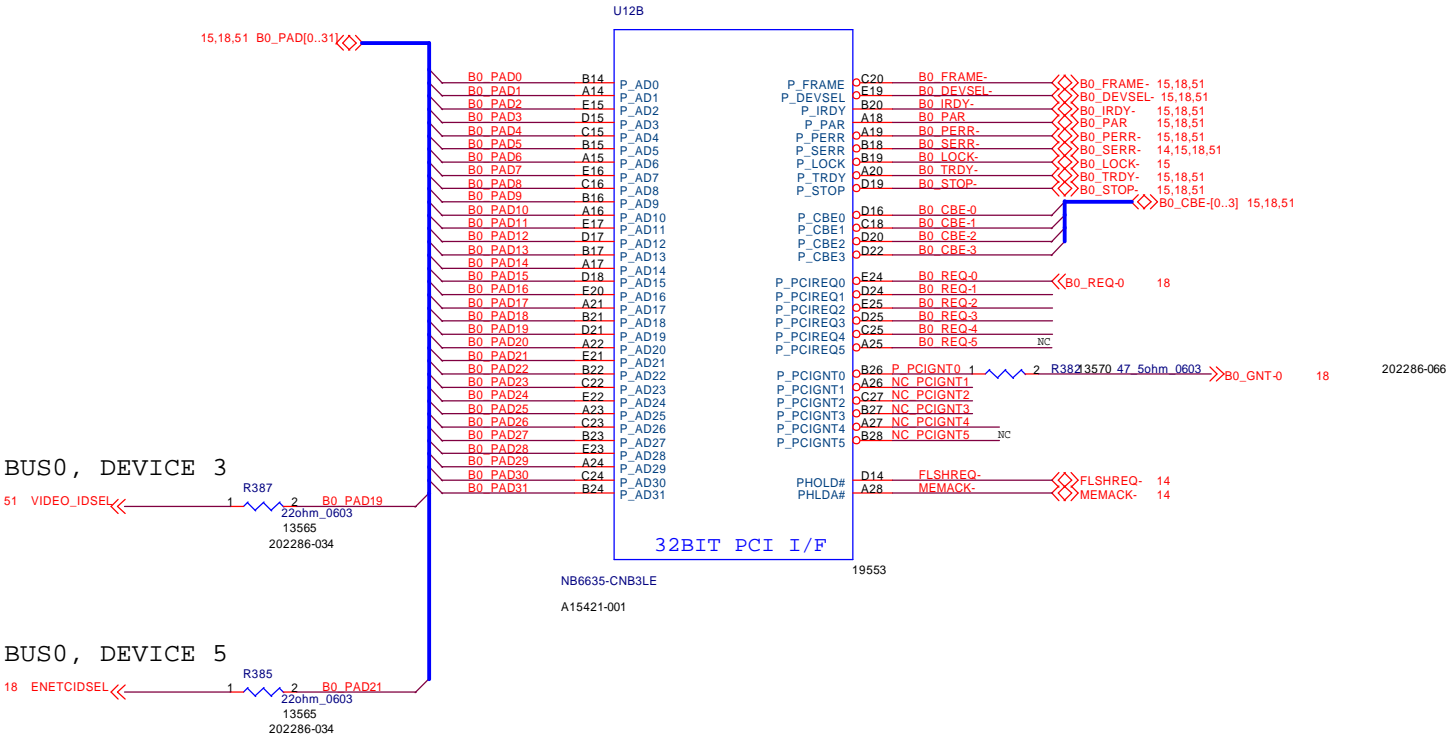 U12B
15,18,51 B0_PAD[0..31]
B0_PAD0 B14 P_AD0 P_FRAME C20 B0_FRAME- B0_FRAME- 15,18,51
B0_PAD1 A14 P_AD1 P_DEVSEL E19 B0_DEVSEL- B0_DEVSEL- 15,18,51
B0_PAD2 E15 P_AD2 P_IRDY B20 B0_IRDY- B0_IRDY- 15,18,51
B0_PAD3 D15 P_AD3 P_PAR A18 B0_PAR B0_PAR 15,18,51
B0_PAD4 C15 P_AD4 P_PERR A19 B0_PERR- B0_PERR- 15,18,51
B0_PAD5 B15 P_AD5 P_SERR B18 B0_SERR- B0_SERR- 14,15,18,51
B0_PAD6 A15 P_AD6 P_LOCK B19 B0_LOCK- B0_LOCK- 15
B0_PAD7 E16 P_AD7 P_TRDY A20 B0_TRDY- B0_TRDY- 15,18,51
B0_PAD8 C16 P_AD8 P_STOP D19 B0_STOP- B0_STOP- 15,18,51
B0_PAD9 B16 P_AD9 B0_CBE-[0..3] 15,18,51
B0_PAD10 A16 P_AD10 P_CBE0 D16 B0_CBE-0
B0_PAD11 E17 P_AD11 P_CBE1 C18 B0_CBE-1
B0_PAD12 D17 P_AD12 P_CBE2 D20 B0_CBE-2
B0_PAD13 B17 P_AD13 P_CBE3 D22 B0_CBE-3
B0_PAD14 A17 P_AD14
B0_PAD15 D18 P_AD15 P_PCIREQ0 E24 B0_REQ-0 B0_REQ-0 18
B0_PAD16 E20 P_AD16 P_PCIREQ1 D24 B0_REQ-1
B0_PAD17 A21 P_AD17 P_PCIREQ2 E25 B0_REQ-2
B0_PAD18 B21 P_AD18 P_PCIREQ3 D25 B0_REQ-3
B0_PAD19 D21 P_AD19 P_PCIREQ4 C25 B0_REQ-4
B0_PAD20 A22 P_AD20 P_PCIREQ5 A25 B0_REQ-5 NC
B0_PAD21 E21 P_AD21
B0_PAD22 B22 P_AD22 P_PCIGNT0 B26 P_PCIGNT0 1 2 R382 13570 47_5ohm_0603 B0_GNT-0 18 202286-066
B0_PAD23 C22 P_AD23 P_PCIGNT1 A26 NC_PCIGNT1
B0_PAD24 E22 P_AD24 P_PCIGNT2 C27 NC_PCIGNT2
B0_PAD25 A23 P_AD25 P_PCIGNT3 B27 NC_PCIGNT3
B0_PAD26 C23 P_AD26 P_PCIGNT4 A27 NC_PCIGNT4
B0_PAD27 B23 P_AD27 P_PCIGNT5 B28 NC_PCIGNT5 NC
B0_PAD28 E23 P_AD28
B0_PAD29 A24 P_AD29
B0_PAD30 C24 P_AD30 PHOLD# D14 FLSHREQ- FLSHREQ- 14
B0_PAD31 B24 P_AD31 PHLDA# A28 MEMACK- MEMACK- 14
BUS0, DEVICE 3
R387
51 VIDEO_IDSEL 1 2 B0_PAD19
22ohm_0603
13565
202286-034
32BIT PCI I/F
19553
NB6635-CNB3LE
A15421-001
BUS0, DEVICE 5
R385
18 ENETCIDSEL 1 2 B0_PAD21
22ohm_0603
13565
202286-034